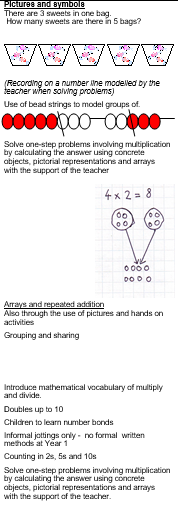 Pictures and symbols
There are 3 sweets in one bag.
How many sweets are there in 5 bags?
(Recording on a number line modelled by the
teacher when solving problems)
Use of bead strings to model groups of.
Solve one-step problems involving multiplication
by calculating the answer using concrete
objects, pictorial representations and arrays
with the support of the teacher.
4 x 2 = 8
Arrays and repeated addition
Also through the use of pictures and hands on
activities
Grouping and sharing
Introduce mathematical vocabulary of multiply
and divide.
Doubles up to 10
Children to learn number bonds
Informal jottings only - no formal written
methods at Year 1
Counting in 2s, 5s and 10s
Solve one-step problems involving multiplication
by calculating the answer using concrete
objects, pictorial representations and arrays
with the support of the teacher.